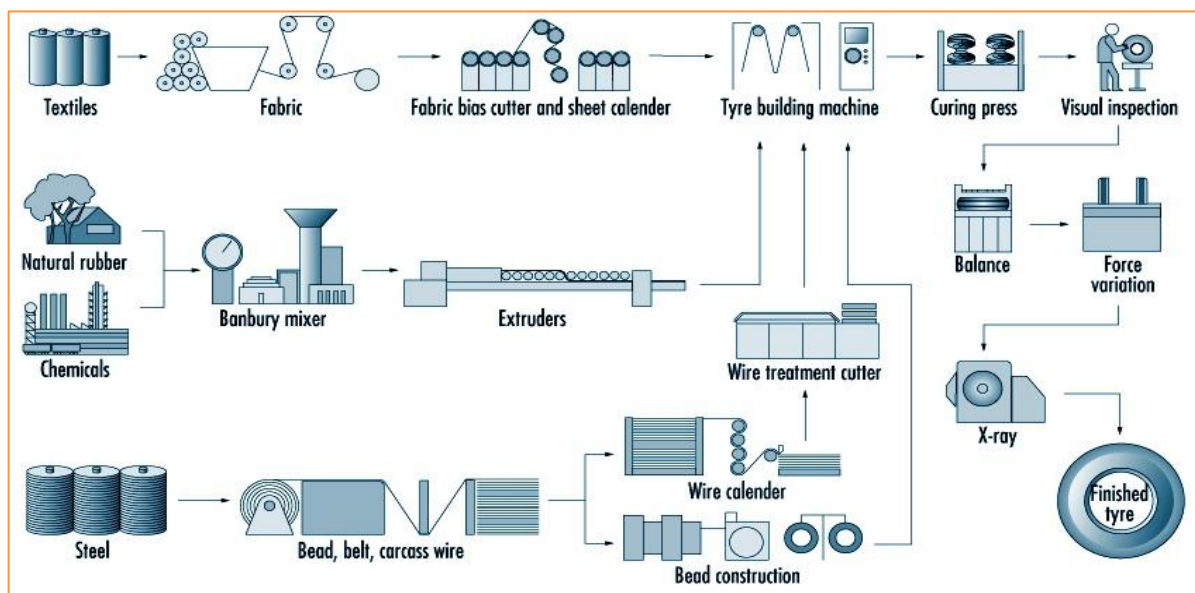 Textiles
Fabric
Fabric bias cutter and sheet calender
Tyre building machine
Curing press
Visual inspection
Natural rubber
Chemicals
Banbury mixer
Extruders
Balance
Force
variation
Wire treatment cutter
X-ray
Wire calender
Steel
Bead, belt, carcass wire
Bead construction
Finished
tyre